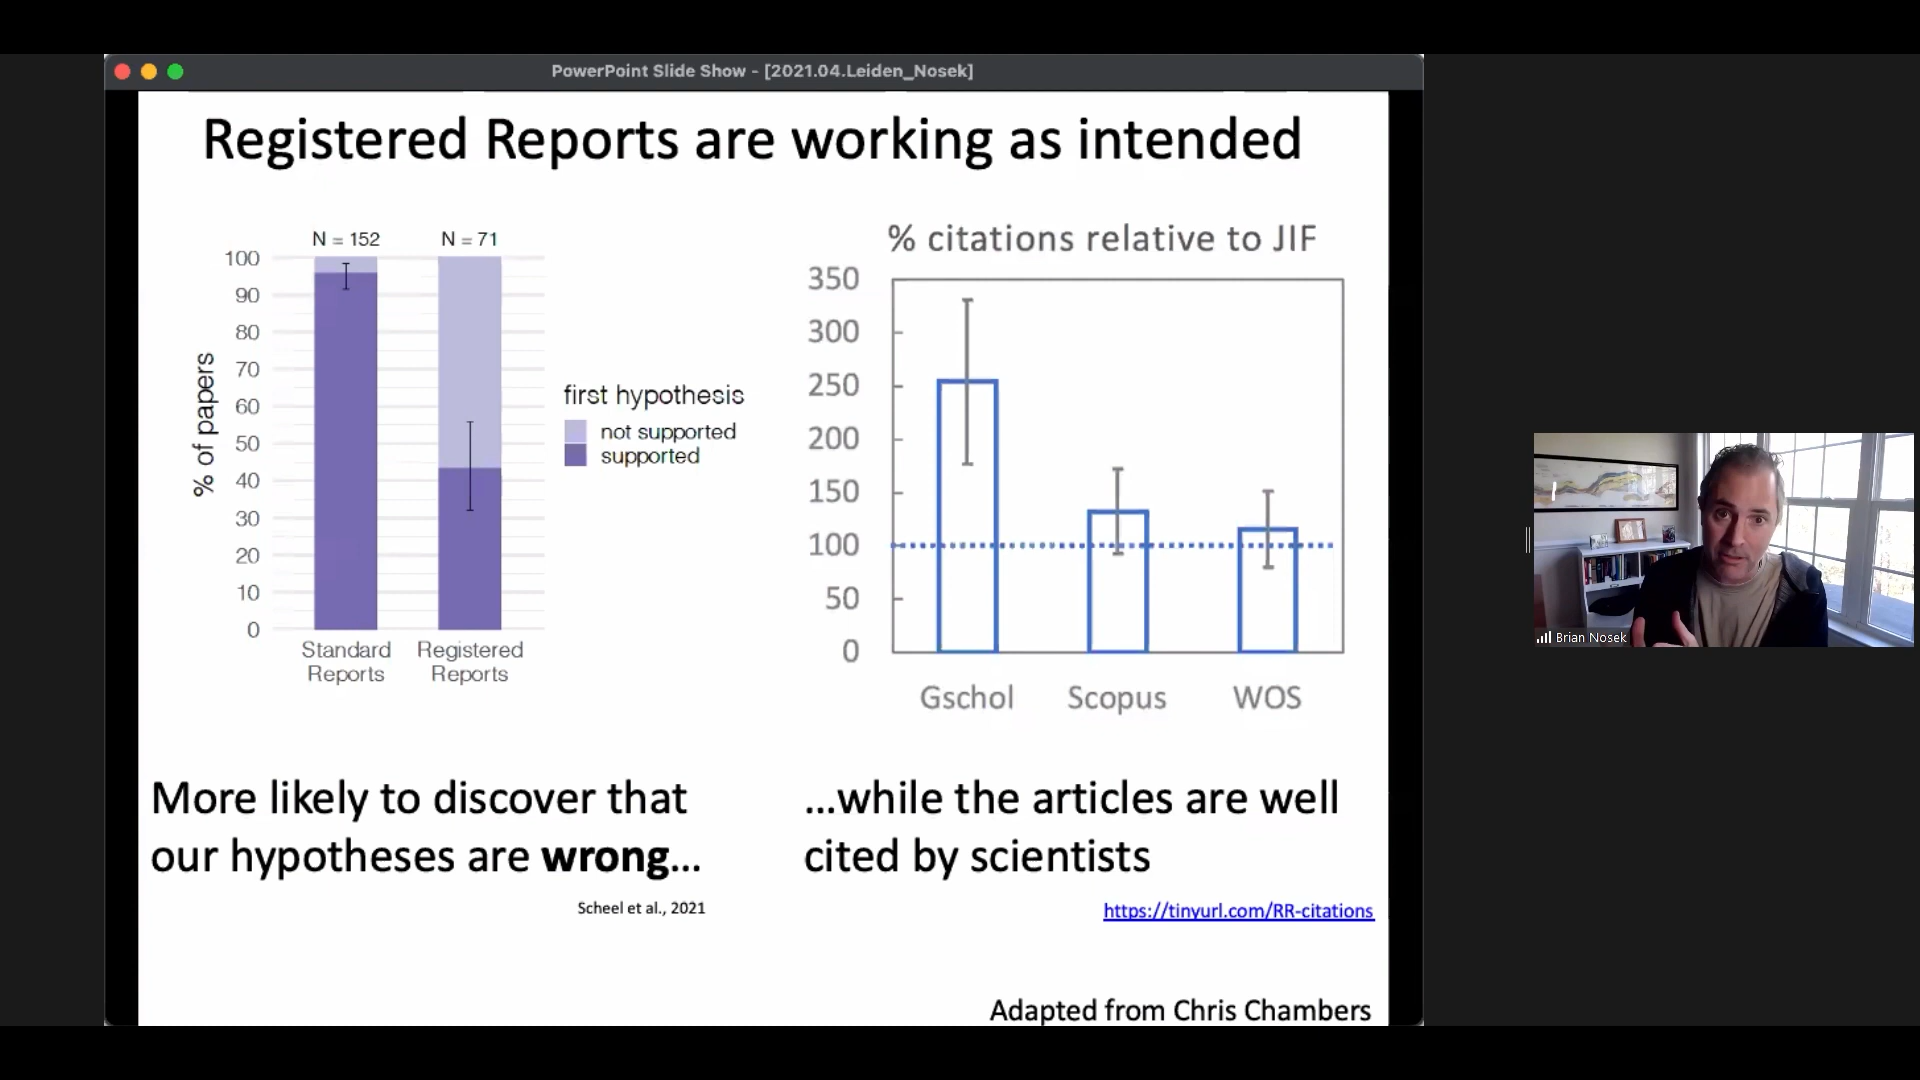 PowerPoint Slide Show - [2021.04.Leiden_Nosek]
Registered Reports are working as intended
N = 152
N = 71
100
90
80
70
60
50
40
30
20
10
0
% of papers
Standard
Reports
Registered
Reports
first hypothesis
not supported
supported
% citations relative to JIF
350
300
250
200
150
100
50
0
Gschol
Scopus
WOS
More likely to discover that
our hypotheses are wrong...
Scheel et al., 2021
...while the articles are well
cited by scientists
https://tinyurl.com/RR-citations
Adapted from Chris Chambers
Brian Nosek